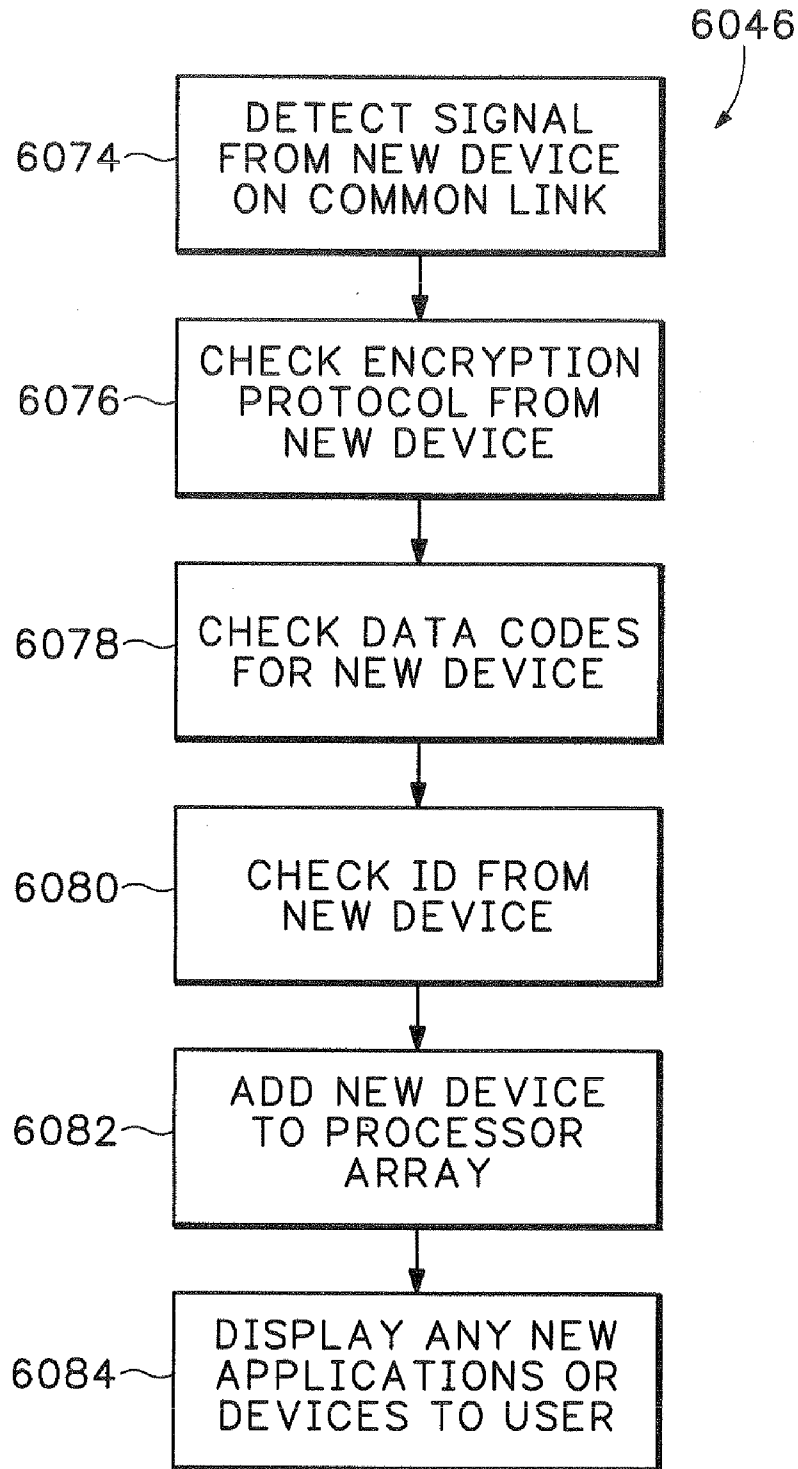 6046
6074
DETECT SIGNAL
FROM NEW DEVICE
ON COMMON LINK
6076
CHECK ENCRYPTION
PROTOCOL FROM
NEW DEVICE
6078
CHECK DATA CODES
FOR NEW DEVICE
6080
CHECK ID FROM
NEW DEVICE
6082
ADD NEW DEVICE
TO PROCESSOR
ARRAY
6084
DISPLAY ANY NEW
APPLICATIONS OR
DEVICES TO USER